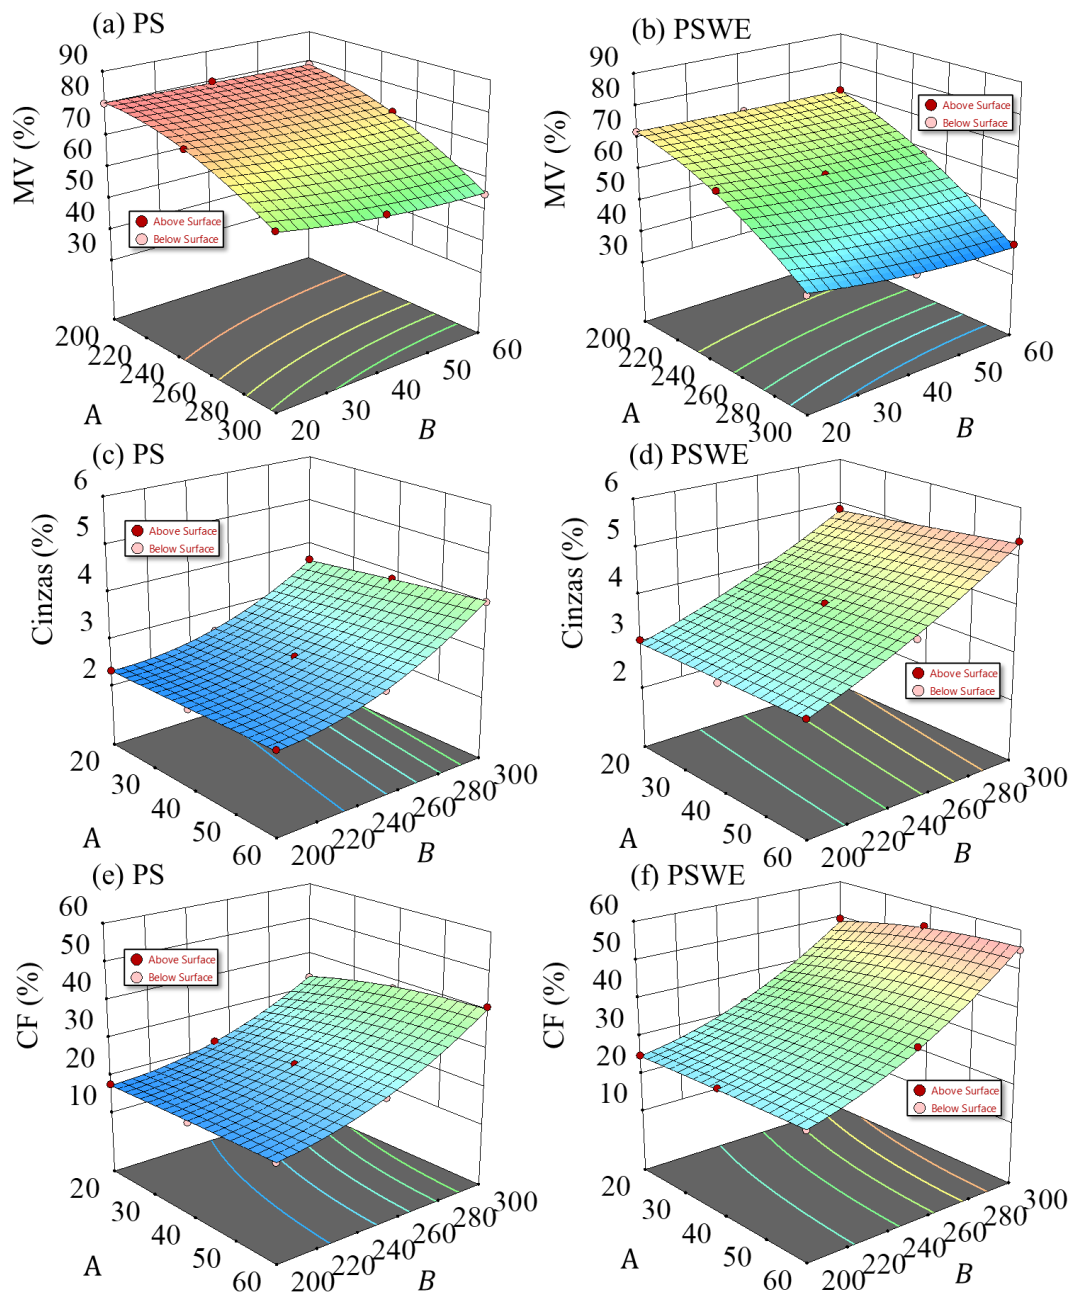 (a) PS
90
80
70
60
50
40
30
MV (%)
Above Surface
Below Surface
200
220
240
260
280
300
A
20
30
40
50
60
B
(b) PSWE
90
80
70
60
50
40
30
MV (%)
Above Surface
Below Surface
200
220
240
260
280
300
A
20
30
40
50
60
B
(c) PS
6
5
4
3
2
Cinzas (%)
Above Surface
Below Surface
20
30
40
50
60
A
200
220
240
260
280
300
B
(d) PSWE
6
5
4
3
2
Cinzas (%)
Above Surface
Below Surface
20
30
40
50
60
A
200
220
240
260
280
300
B
(e) PS
60
50
40
30
20
10
CF (%)
Above Surface
Below Surface
20
30
40
50
60
A
200
220
240
260
280
300
B
(f) PSWE
60
50
40
30
20
10
CF (%)
Above Surface
Below Surface
20
30
40
50
60
A
200
220
240
260
280
300
B